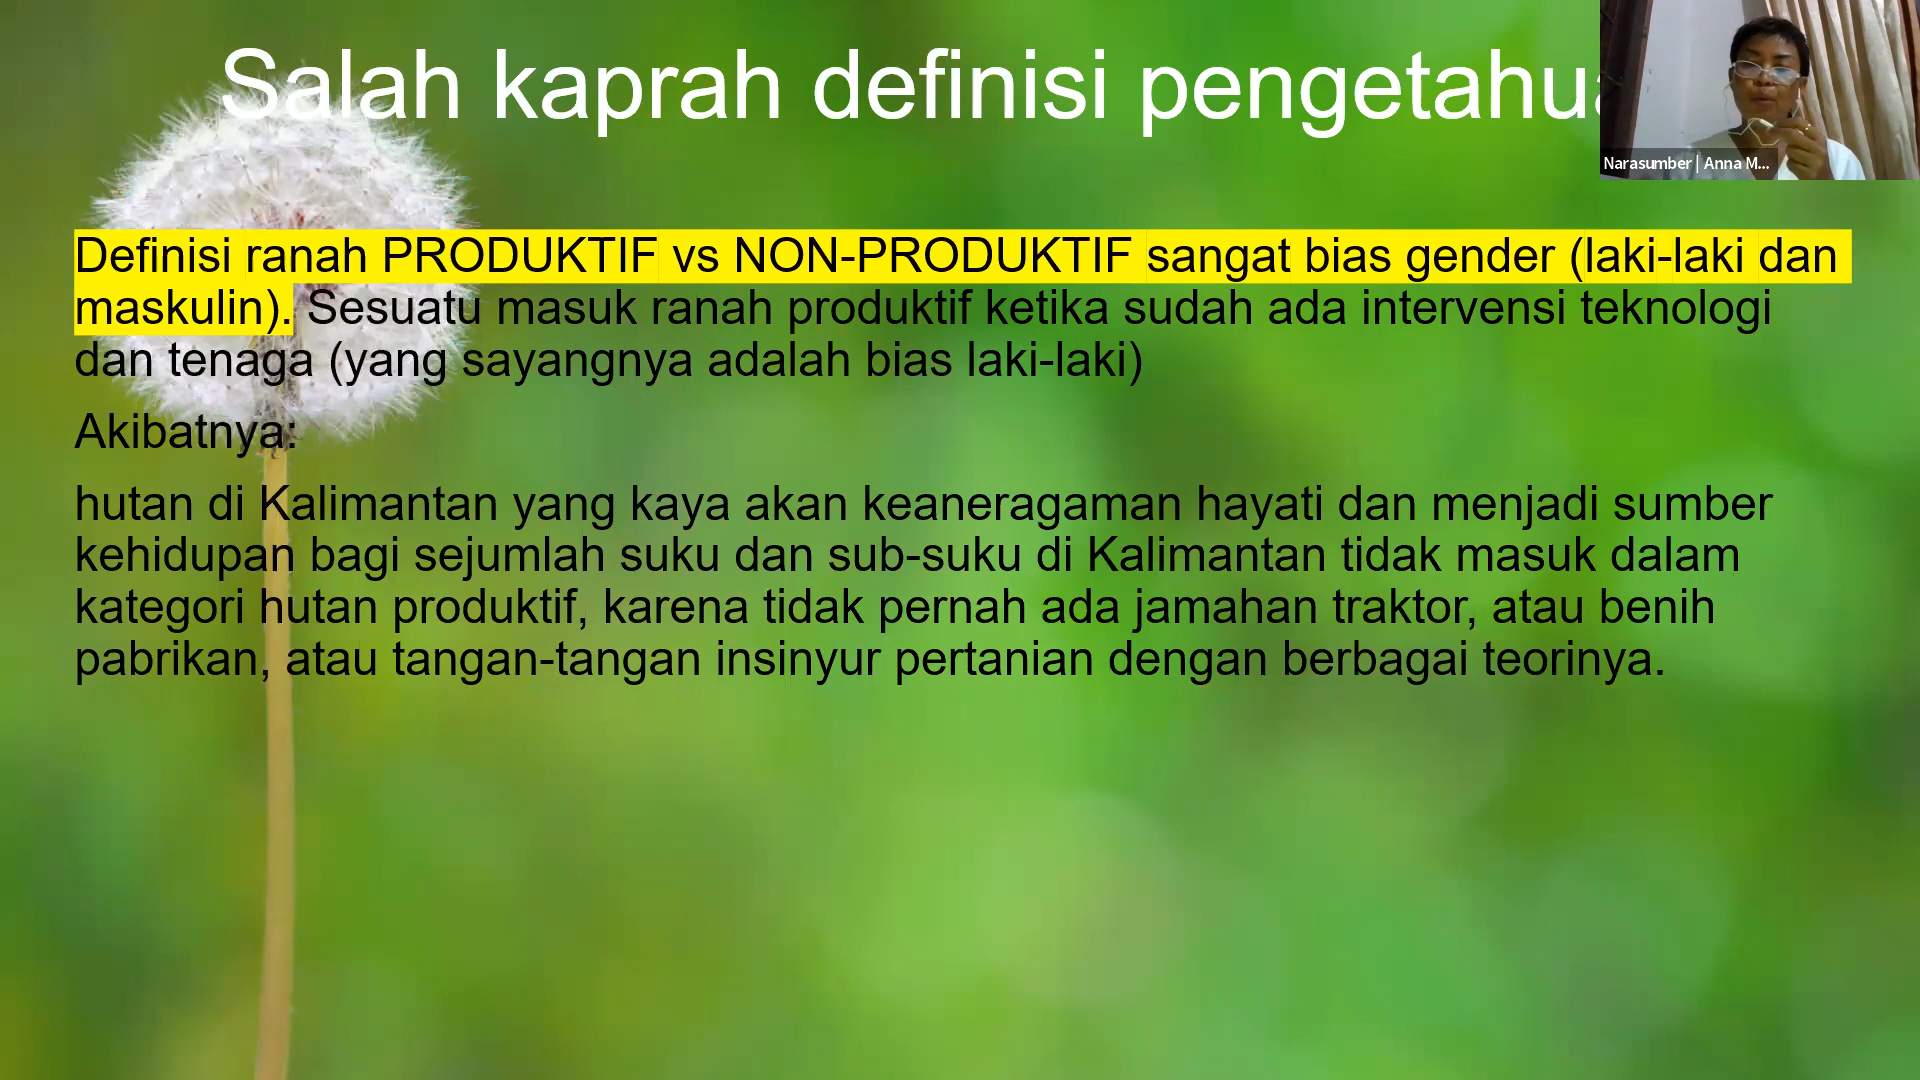 Salah kaprah definisi pengetahua
Narasumber | Anna M...
Definisi ranah PRODUKTIF vs NON-PRODUKTIF sangat bias gender (laki-laki dan
maskulin). Sesuatu masuk ranah produktif ketika sudah ada intervensi teknologi
dan tenaga (yang sayangnya adalah bias laki-laki)
Akibatnya:
hutan di Kalimantan yang kaya akan keaneragaman hayati dan menjadi sumber
kehidupan bagi sejumlah suku dan sub-suku di Kalimantan tidak masuk dalam
kategori hutan produktif, karena tidak pernah ada jamahan traktor, atau benih
pabrikan, atau tangan-tangan insinyur pertanian dengan berbagai teorinya.